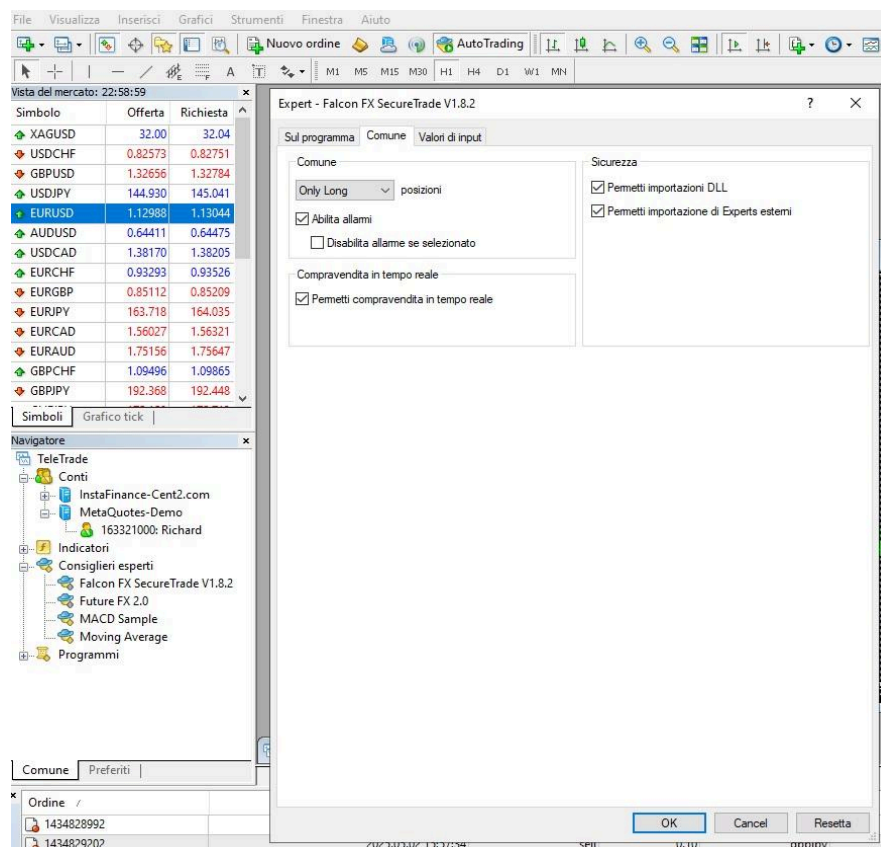 File Visualizza Inserisci Grafici Strumenti Finestra Aiuto
Nuovo ordine AutoTrading
A T M1 M5 M15 M30 H1 H4 D1 W1 MN
Vista del mercato: 22:58:59
Simbolo Offerta Richiesta
XAGUSD 32.00 32.04
USDCHF 0.82573 0.82751
GBPUSD 1.32656 1.32784
USDJPY 144.930 145.041
EURUSD 1.12988 1.13044
AUDUSD 0.64411 0.64475
USDCAD 1.38170 1.38205
EURCHF 0.93293 0.93526
EURGBP 0.85112 0.85209
EURJPY 163.718 164.035
EURCAD 1.56027 1.56321
EURAUD 1.75156 1.75647
GBPCHF 1.09496 1.09865
GBPJPY 192.368 192.448
Simboli Grafico tick
Navigatore
TeleTrade
Conti
InstaFinance-Cent2.com
MetaQuotes-Demo
163321000: Richard
Indicatori
Consiglieri esperti
Falcon FX SecureTrade V1.8.2
Future FX 2.0
MACD Sample
Moving Average
Programmi
Comune Preferiti
Expert - Falcon FX SecureTrade V1.8.2 ?
Sul programma Comune Valori di input
Comune
Only Long posizioni
Abilita allarmi
Disabilita allarme se selezionato
Compravendita in tempo reale
Permetti compravendita in tempo reale
Sicurezza
Permetti importazioni DLL
Permetti importazione di Experts esterni
OK Cancel Resetta
Ordine
1434828992
1434829202